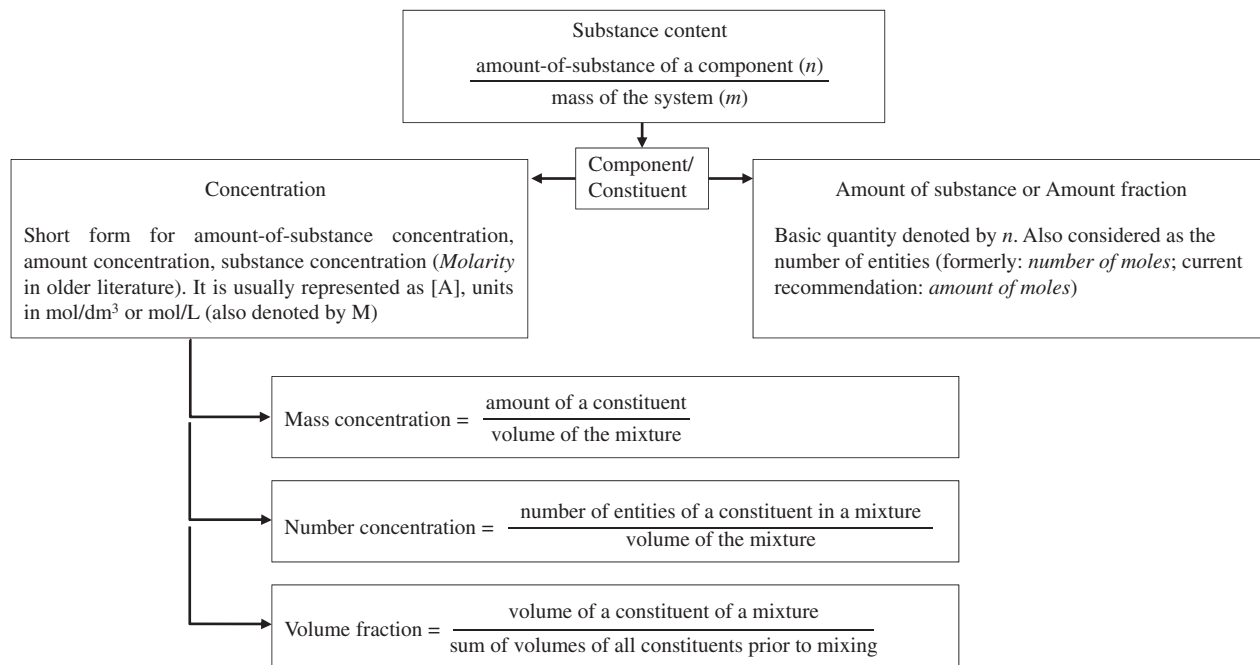 Substance content
amount-of-substance of a component (n)
mass of the system (m)
Component/
Constituent
Concentration
Short form for amount-of-substance concentration,
amount concentration, substance concentration (Molarity
in older literature). It is usually represented as [A], units
in mol/dm³ or mol/L (also denoted by M)
Amount of substance or Amount fraction
Basic quantity denoted by n. Also considered as the
number of entities (formerly: number of moles; current
recommendation: amount of moles)
Mass concentration = amount of a constituent
volume of the mixture
Number concentration = number of entities of a constituent in a mixture
volume of the mixture
Volume fraction = volume of a constituent of a mixture
sum of volumes of all constituents prior to mixing